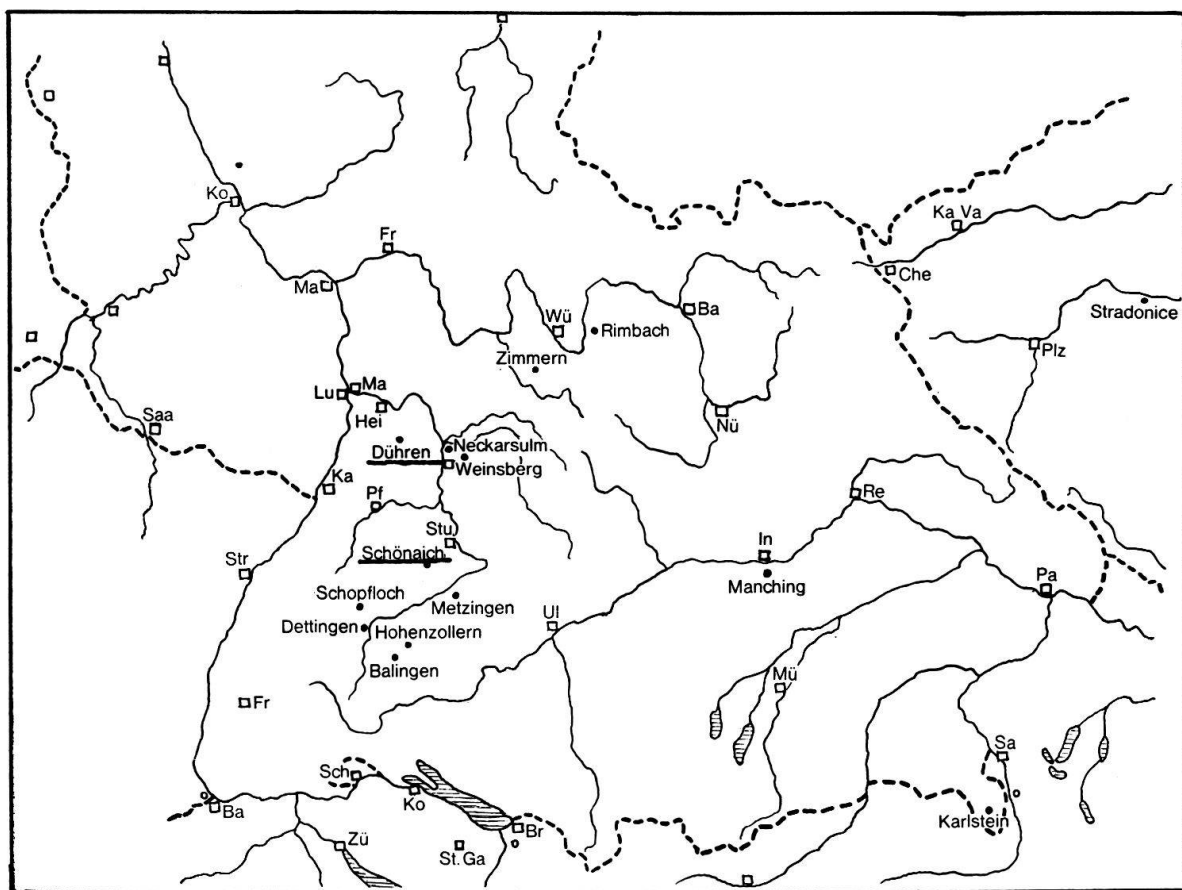 Ko
Fr
Ka Va
Che
Ma
Stradonice
Wü
Rimbach
Ba
Plz
Zimmern
Ma
Lu
Hei
Nü
Saa
Dühren
Neckarsulm
Weinsberg
Ka
Pf
Re
Stu
In
Str
Schönaich
Manching
Pa
Schopfloch
Metzingen
Dettingen
Hohenzollern
Ul
Balingen
Mü
Fr
Sa
Sch
Ko
Ba
Karlstein
Br
Zü
St. Ga